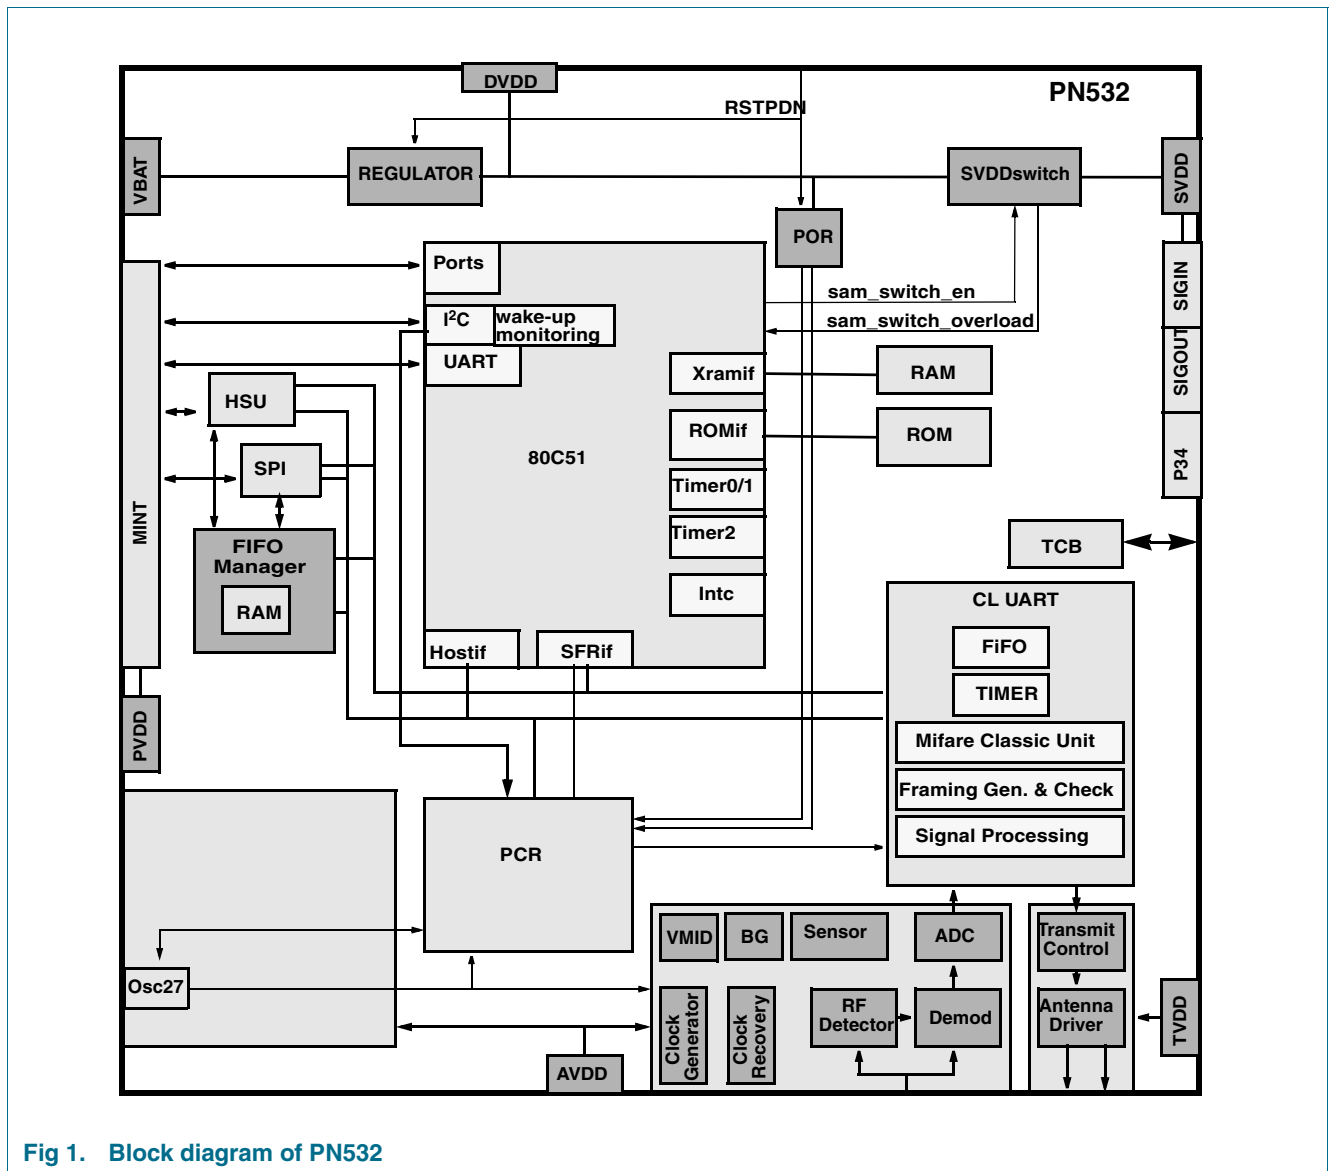 DVDD
PN532
RSTPDN
VBAT
REGULATOR
SVDDswitch
SVDD
POR
Ports
SIGIN
sam_switch_en
I²C
wake-up
monitoring
sam_switch_overload
UART
SIGOUT
Xramif
RAM
HSU
ROMif
ROM
80C51
SPI
P34
Timer0/1
MINT
Timer2
FIFO
Manager
TCB
RAM
Intc
CL UART
Hostif
SFRif
FiFO
TIMER
PVDD
Mifare Classic Unit
Framing Gen. & Check
Signal Processing
PCR
VMID
BG
Sensor
ADC
Transmit
Control
Osc27
Clock
Generator
Clock
Recovery
RF
Detector
Demod
Antenna
Driver
TVDD
AVDD
Fig 1. Block diagram of PN532